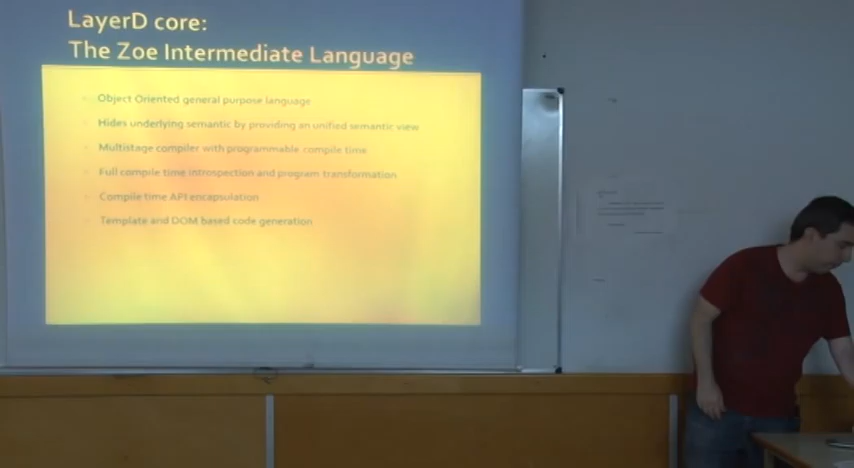 LayerD core:
The Zoe Intermediate Language
Object Oriented general purpose language
Hides underlying semantic by providing an unified semantic view
Multistage compiler with programmable compile time
Full compile time introspection and program transformation
Compile time API encapsulation
Template and DOM based code generation